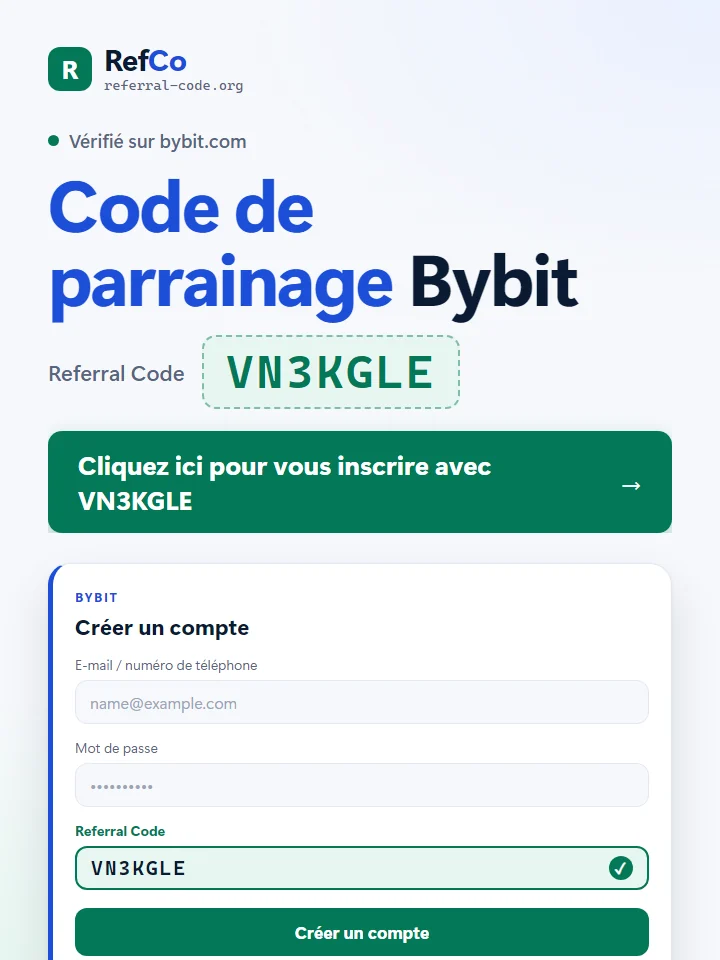 R
RefCo
referral-code.org
Vérifié sur bybit.com
Code de
parrainage Bybit
Referral Code VN3KGLE
Cliquez ici pour vous inscrire avec
VN3KGLE
→
BYBIT
Créer un compte
E-mail / numéro de téléphone
name@example.com
Mot de passe
••••••••••
Referral Code
VN3KGLE
Créer un compte